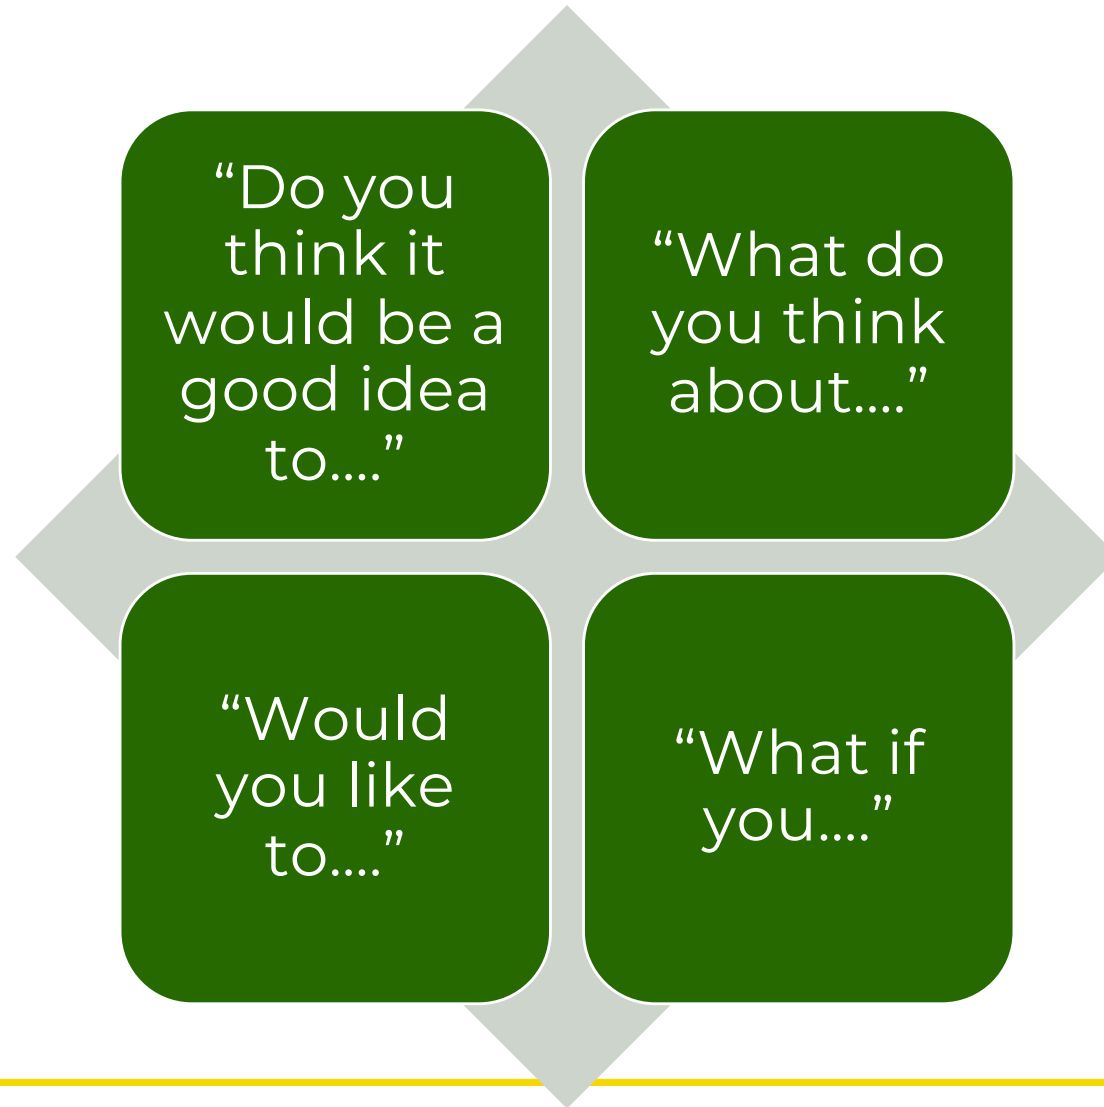 “Do you
think it
would be a
good idea
to....”
“What do
you think
about....”
“Would
you like
to....”
“What if
you....”